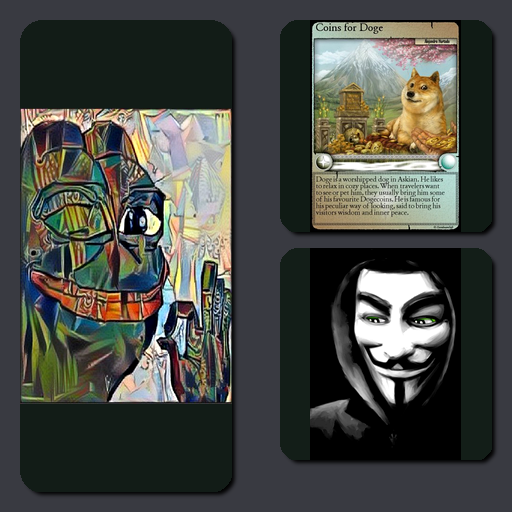 Coins for Doge
Doge is a worshipped dog in Askian. He likes
to relax in cozy places. When travelers want
to see or pet him, they usually bring him some
of his favourite Dogecoins. He is famous for
his peculiar way of looking, said to bring his
visitors wisdom and inner peace.